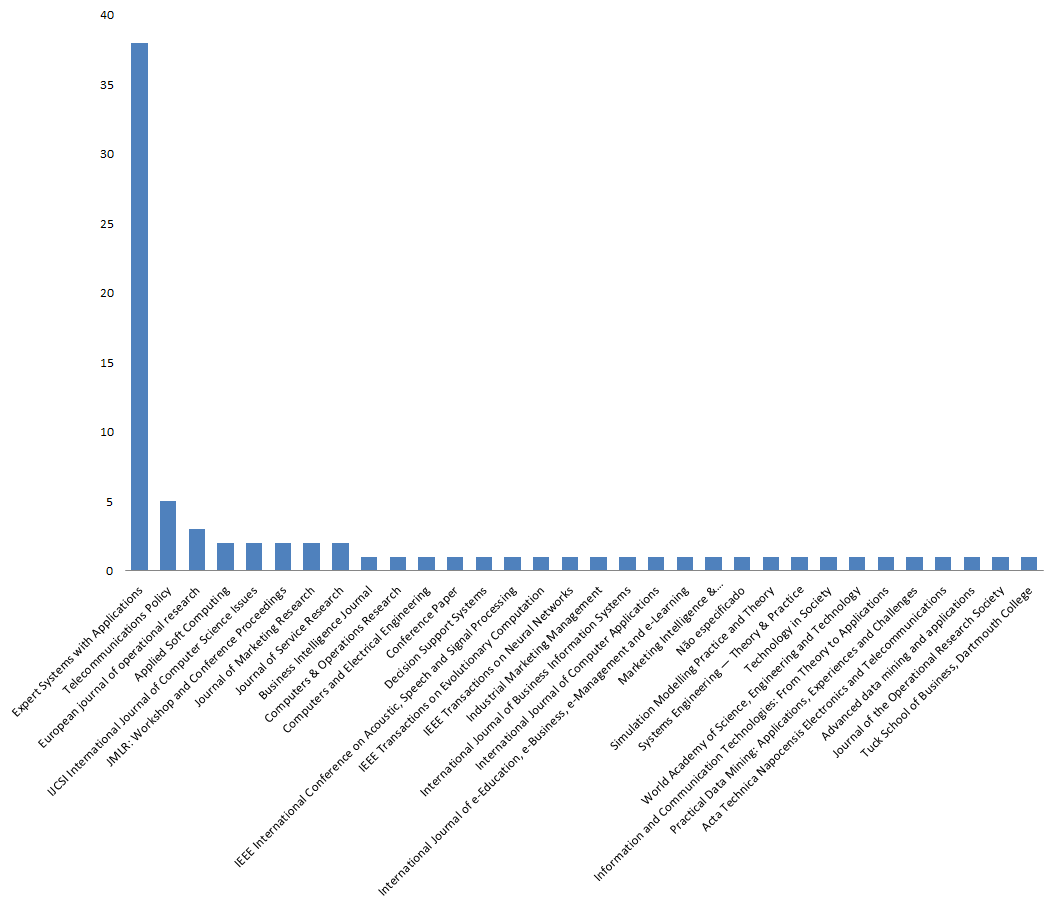 40
35
30
25
20
15
10
5
0
Expert Systems with Applications
Telecommunications Policy
European journal of operational research
Applied Soft Computing
IJCSI International Journal of Computer Science Issues
JMLR: Workshop and Conference Proceedings
Journal of Marketing Research
Journal of Service Research
Business Intelligence Journal
Computers & Operations Research
Computers and Electrical Engineering
Conference Paper
Decision Support Systems
IEEE International Conference on Acoustic, Speech and Signal Processing
IEEE Transactions on Evolutionary Computation
IEEE Transactions on Neural Networks
Industrial Marketing Management
International Journal of Business Information Systems
International Journal of Computer Applications
International Journal of e-Education, e-Business, e-Management and e-Learning
Marketing Intelligence &...
Não especificado
Simulation Modelling Practice and Theory
Systems Engineering — Theory & Practice
Technology in Society
World Academy of Science, Engineering and Technology
Information and Communication Technologies: From Theory to Applications
Practical Data Mining: Applications, Experiences and Challenges
Acta Technica Napocensis Electronics and Telecommunications
Advanced data mining and applications
Journal of the Operational Research Society
Tuck School of Business, Dartmouth College